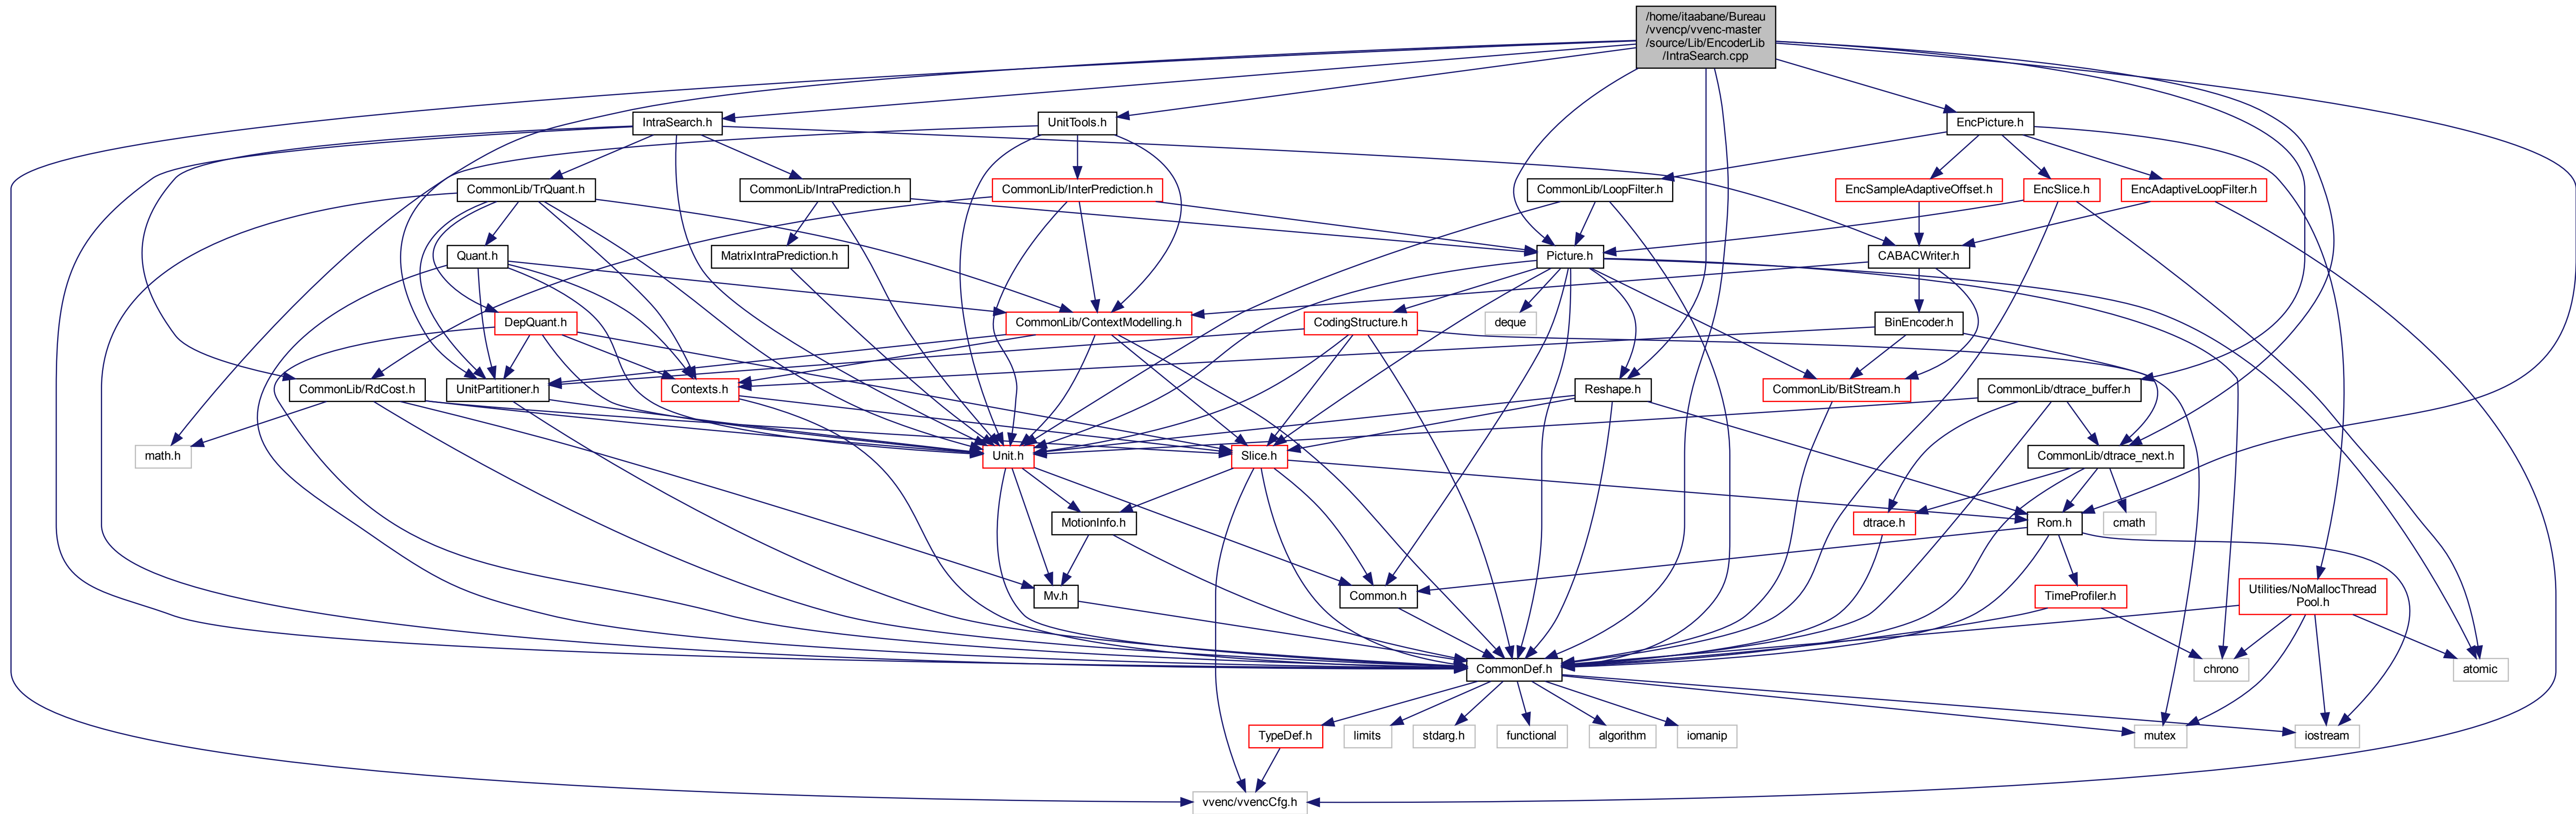 /home/itaabane/Bureau
/vvencp/vvenc-master
/source/Lib/EncoderLib
/IntraSearch.cpp
IntraSearch.h
UnitTools.h
EncPicture.h
CommonLib/TrQuant.h
CommonLib/IntraPrediction.h
CommonLib/InterPrediction.h
CommonLib/LoopFilter.h
EncSampleAdaptiveOffset.h
EncSlice.h
EncAdaptiveLoopFilter.h
Quant.h
MatrixIntraPrediction.h
Picture.h
CABACWriter.h
DepQuant.h
CommonLib/ContextModelling.h
CodingStructure.h
deque
BinEncoder.h
CommonLib/RdCost.h
UnitPartitioner.h
Contexts.h
Reshape.h
CommonLib/BitStream.h
CommonLib/dtrace_buffer.h
math.h
Unit.h
Slice.h
CommonLib/dtrace_next.h
MotionInfo.h
dtrace.h
Rom.h
cmath
Mv.h
Common.h
TimeProfiler.h
Utilities/NoMallocThread
Pool.h
CommonDef.h
chrono
atomic
TypeDef.h
limits
stdarg.h
functional
algorithm
iomanip
mutex
iostream
vvenc/vvencCfg.h